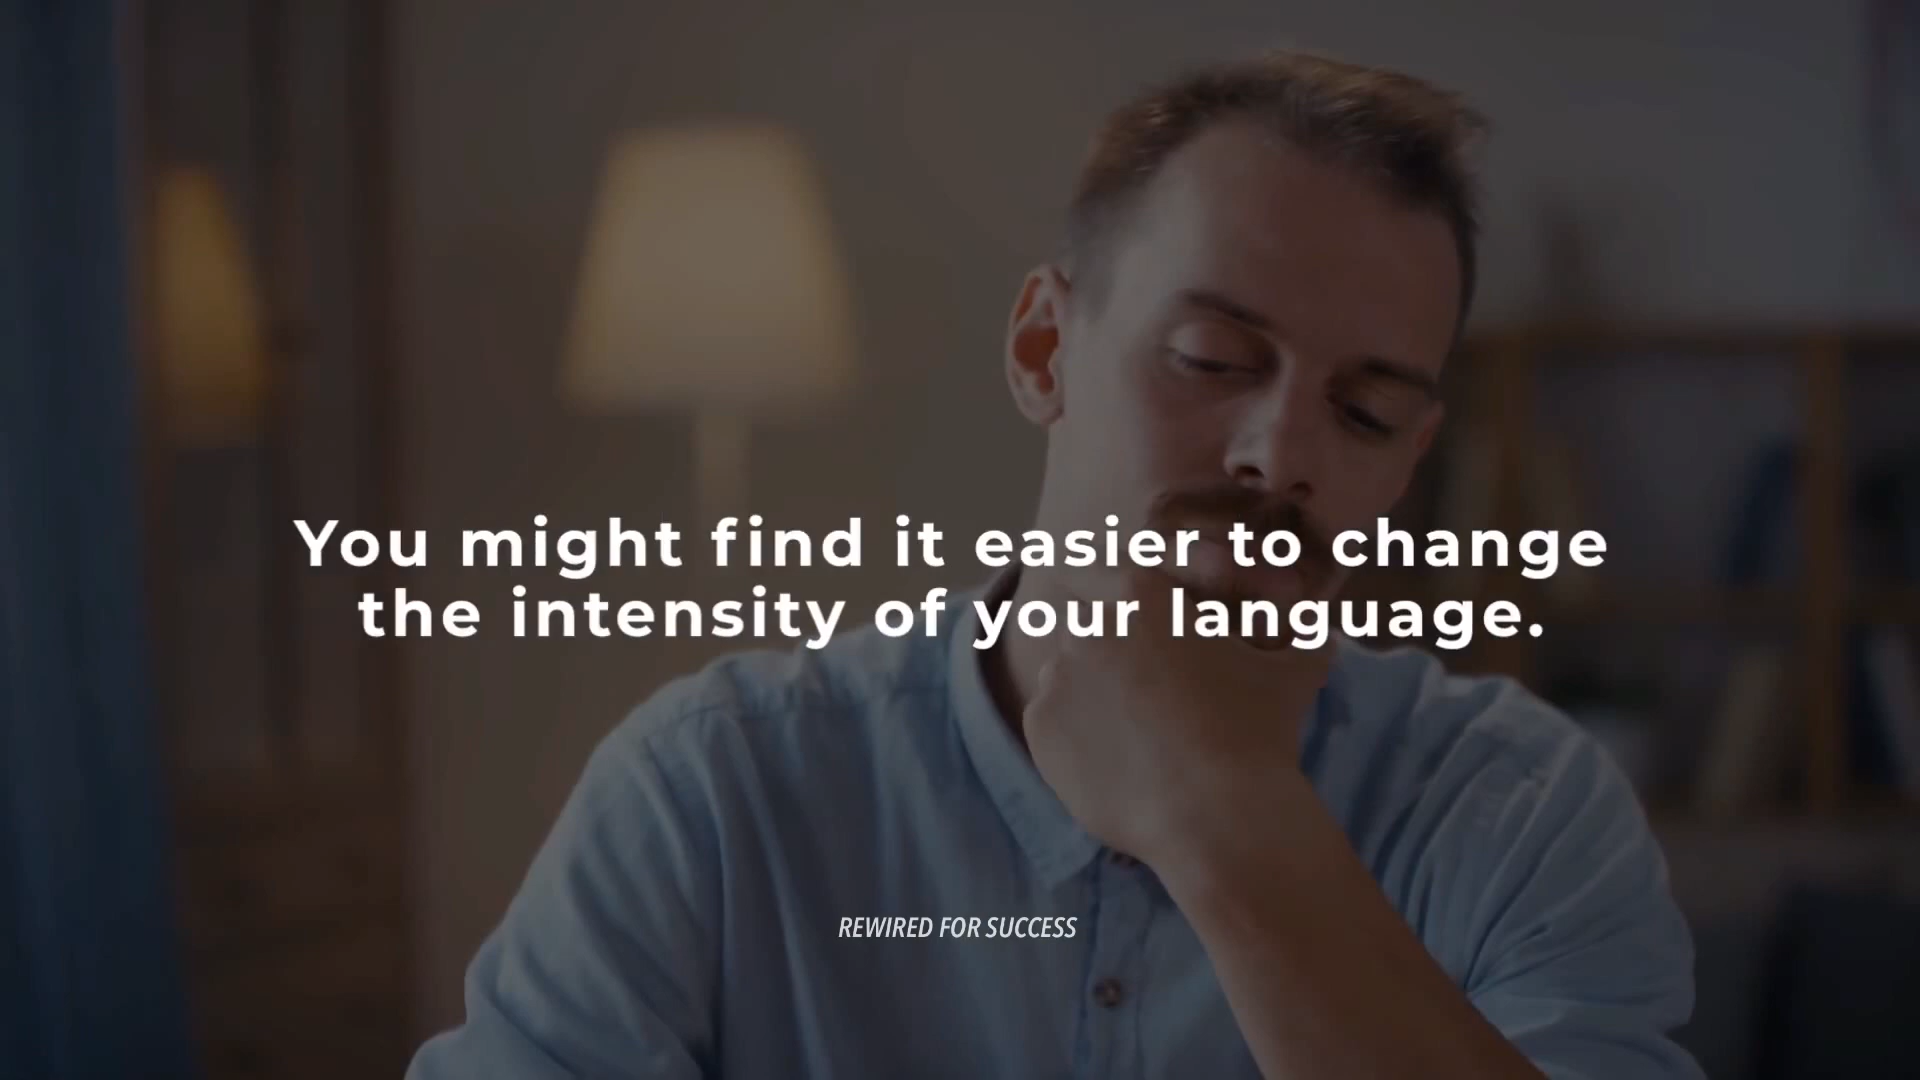 You might find it easier to change
the intensity of your language.
REWIRED FOR SUCCESS